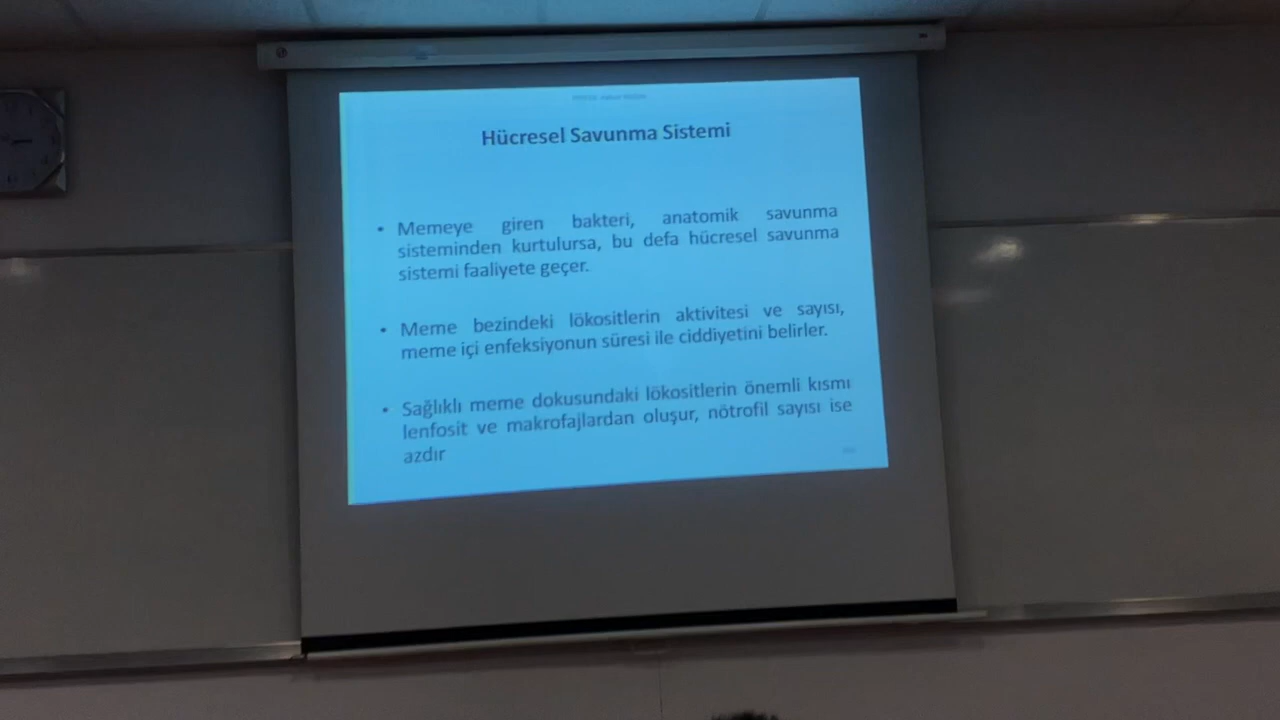 Hücresel Savunma Sistemi
• Memeye giren bakteri, anatomik savunma
sisteminden kurtulursa, bu defa hücresel savunma
sistemi faaliyete geçer.
• Meme bezindeki lökositlerin aktivitesi ve sayısı,
meme içi enfeksiyonun süresi ile ciddiyetini belirler.
• Sağlıklı meme dokusundaki lökositlerin önemli kısmı
lenfosit ve makrofajlardan oluşur, nötrofil sayısı ise
azdır